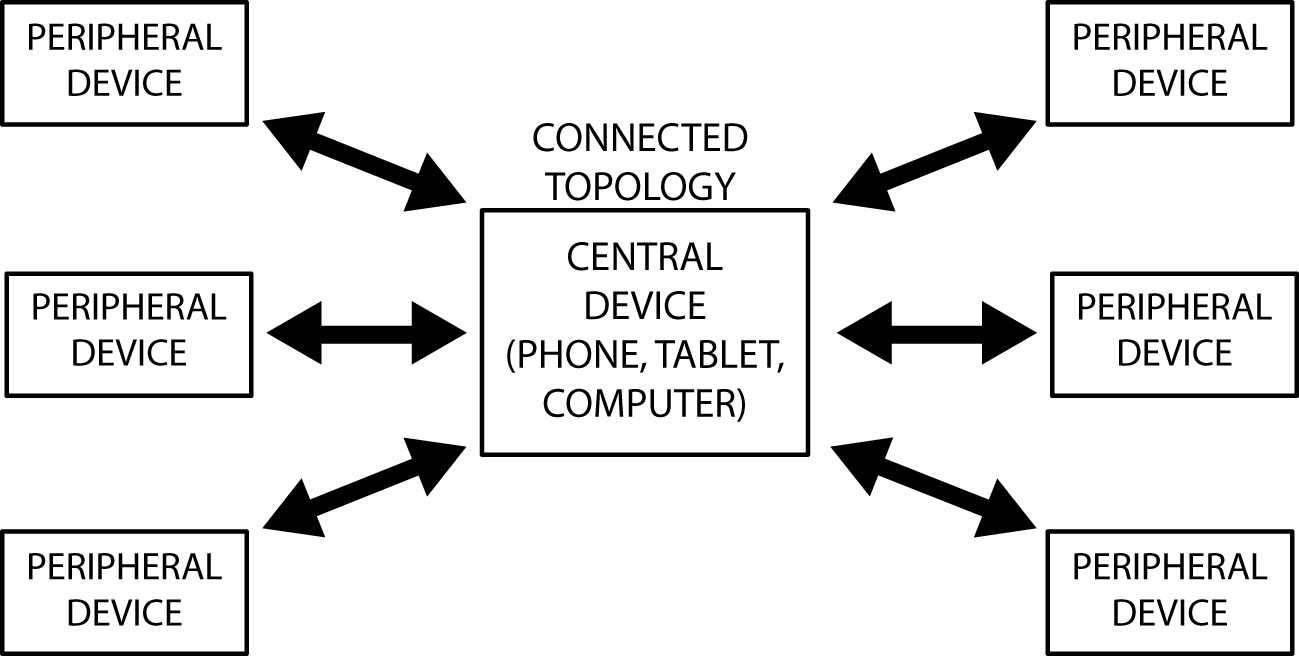 PERIPHERAL
DEVICE
PERIPHERAL
DEVICE
CONNECTED
TOPOLOGY
CENTRAL
DEVICE
(PHONE, TABLET,
COMPUTER)
PERIPHERAL
DEVICE
PERIPHERAL
DEVICE
PERIPHERAL
DEVICE
PERIPHERAL
DEVICE